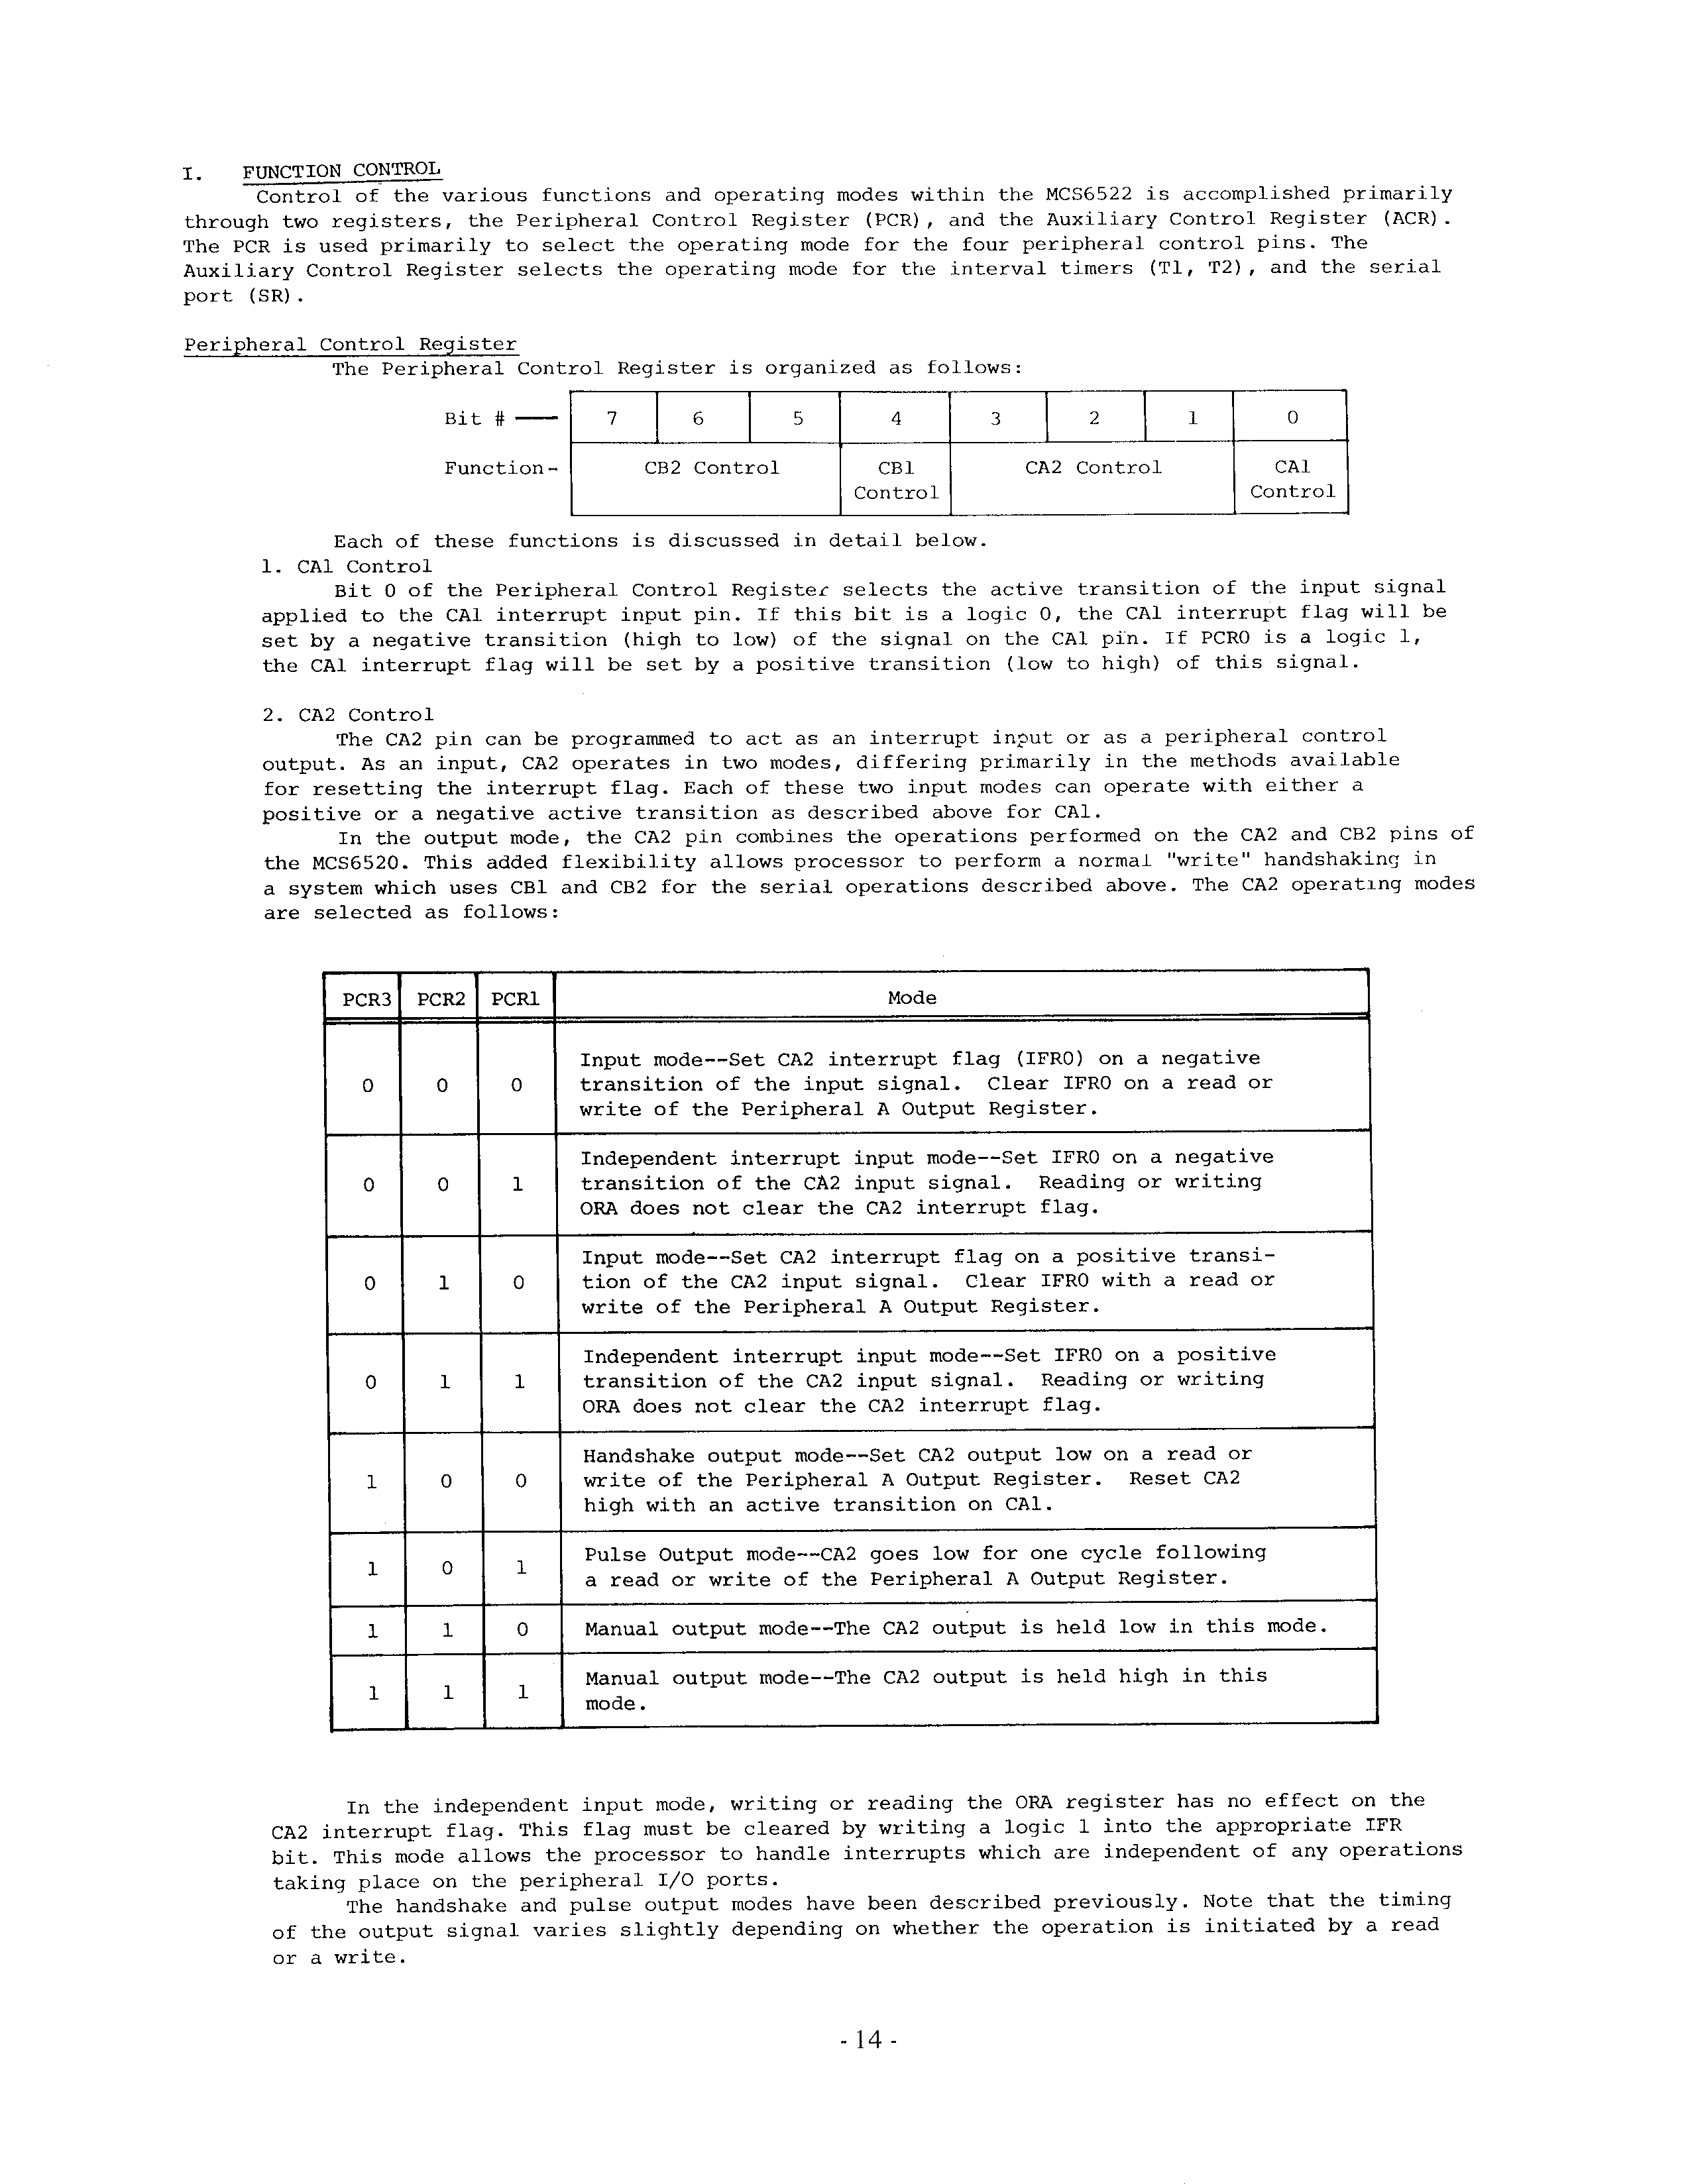 I. FUNCTION CONTROL
Control of the various functions and operating modes within the MCS6522 is accomplished primarily
through two registers, the Peripheral Control Register (PCR), and the Auxiliary Control Register (ACR).
The PCR is used primarily to select the operating mode for the four peripheral control pins. The
Auxiliary Control Register selects the operating mode for the interval timers (T1, T2), and the serial
port (SR).
Peripheral Control Register
The Peripheral Control Register is organized as follows:
Bit # — 7 6 5 4 3 2 1 0
Function- CB2 Control CB1 CA2 Control CA1
Control Control
Each of these functions is discussed in detail below.
1. CA1 Control
Bit 0 of the Peripheral Control Register selects the active transition of the input signal
applied to the CA1 interrupt input pin. If this bit is a logic 0, the CA1 interrupt flag will be
set by a negative transition (high to low) of the signal on the CA1 pin. If PCR0 is a logic 1,
the CA1 interrupt flag will be set by a positive transition (low to high) of this signal.
2. CA2 Control
The CA2 pin can be programmed to act as an interrupt input or as a peripheral control
output. As an input, CA2 operates in two modes, differing primarily in the methods available
for resetting the interrupt flag. Each of these two input modes can operate with either a
positive or a negative active transition as described above for CA1.
In the output mode, the CA2 pin combines the operations performed on the CA2 and CB2 pins of
the MCS6520. This added flexibility allows processor to perform a normal "write" handshaking in
a system which uses CB1 and CB2 for the serial operations described above. The CA2 operating modes
are selected as follows:
PCR3 PCR2 PCR1 Mode
Input mode--Set CA2 interrupt flag (IFR0) on a negative
0 0 0 transition of the input signal. Clear IFR0 on a read or
write of the Peripheral A Output Register.
Independent interrupt input mode--Set IFR0 on a negative
0 0 1 transition of the CA2 input signal. Reading or writing
ORA does not clear the CA2 interrupt flag.
Input mode--Set CA2 interrupt flag on a positive transi-
0 1 0 tion of the CA2 input signal. Clear IFR0 with a read or
write of the Peripheral A Output Register.
Independent interrupt input mode--Set IFR0 on a positive
0 1 1 transition of the CA2 input signal. Reading or writing
ORA does not clear the CA2 interrupt flag.
Handshake output mode--Set CA2 output low on a read or
1 0 0 write of the Peripheral A Output Register. Reset CA2
high with an active transition on CA1.
Pulse Output mode--CA2 goes low for one cycle following
1 0 1 a read or write of the Peripheral A Output Register.
1 1 0 Manual output mode--The CA2 output is held low in this mode.
1 1 1 Manual output mode--The CA2 output is held high in this
mode.
In the independent input mode, writing or reading the ORA register has no effect on the
CA2 interrupt flag. This flag must be cleared by writing a logic 1 into the appropriate IFR
bit. This mode allows the processor to handle interrupts which are independent of any operations
taking place on the peripheral I/O ports.
The handshake and pulse output modes have been described previously. Note that the timing
of the output signal varies slightly depending on whether the operation is initiated by a read
or a write.
- 14 -